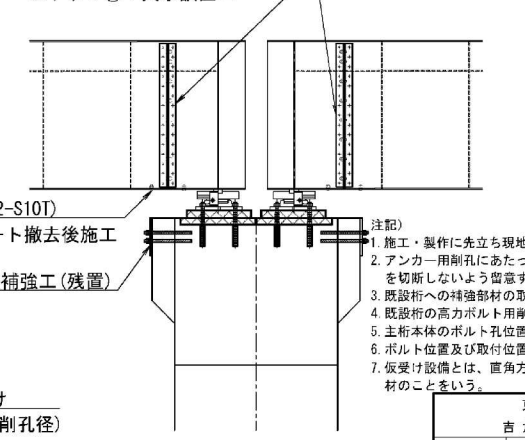 2-S10T)
ート撤去後施工
補強工(残置)
注記)
1. 施工・製作に先立ち現地
2. アンカー用削孔にあたっ
を切断しないよう留意す
3. 既設桁への補強部材の取
4. 既設桁の高力ボルト用削
5. 主桁本体のボルト孔位置
6. ボルト位置及び取付位置
7. 仮受け設備とは、直角方
材のことをいう。
け
削孔径)